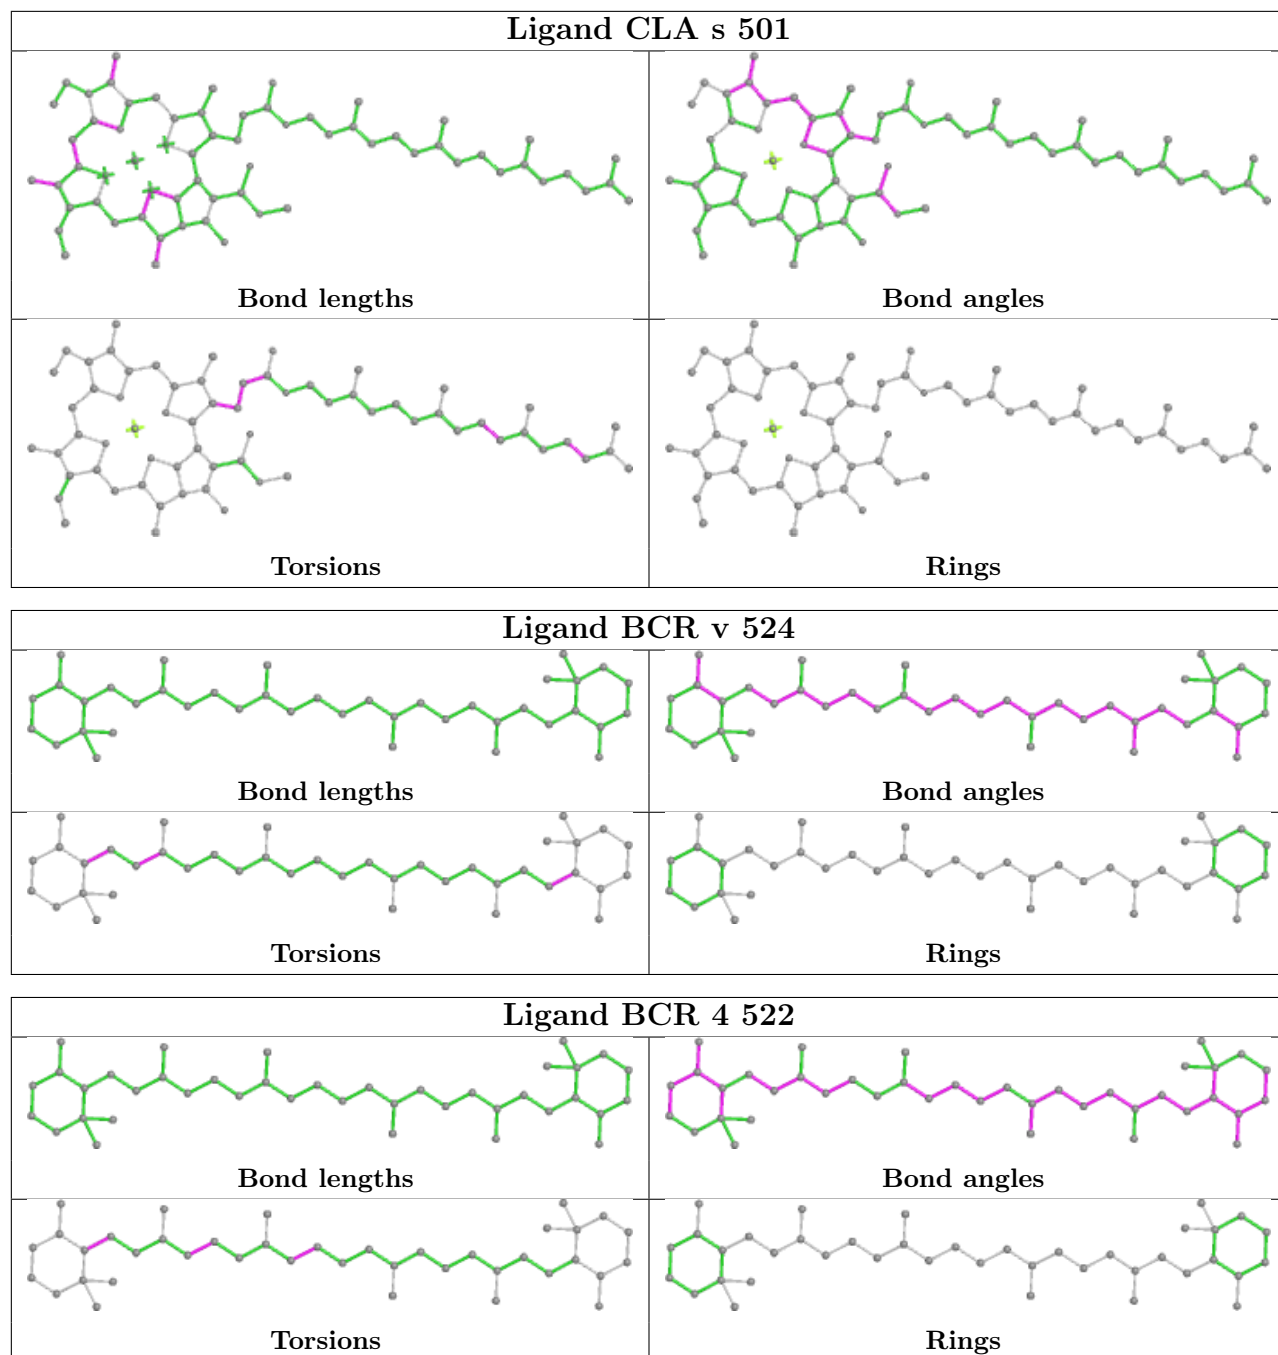 Ligand CLA s 501
Bond lengths
Bond angles
Torsions
Rings
Ligand BCR v 524
Bond lengths
Bond angles
Torsions
Rings
Ligand BCR 4 522
Bond lengths
Bond angles
Torsions
Rings